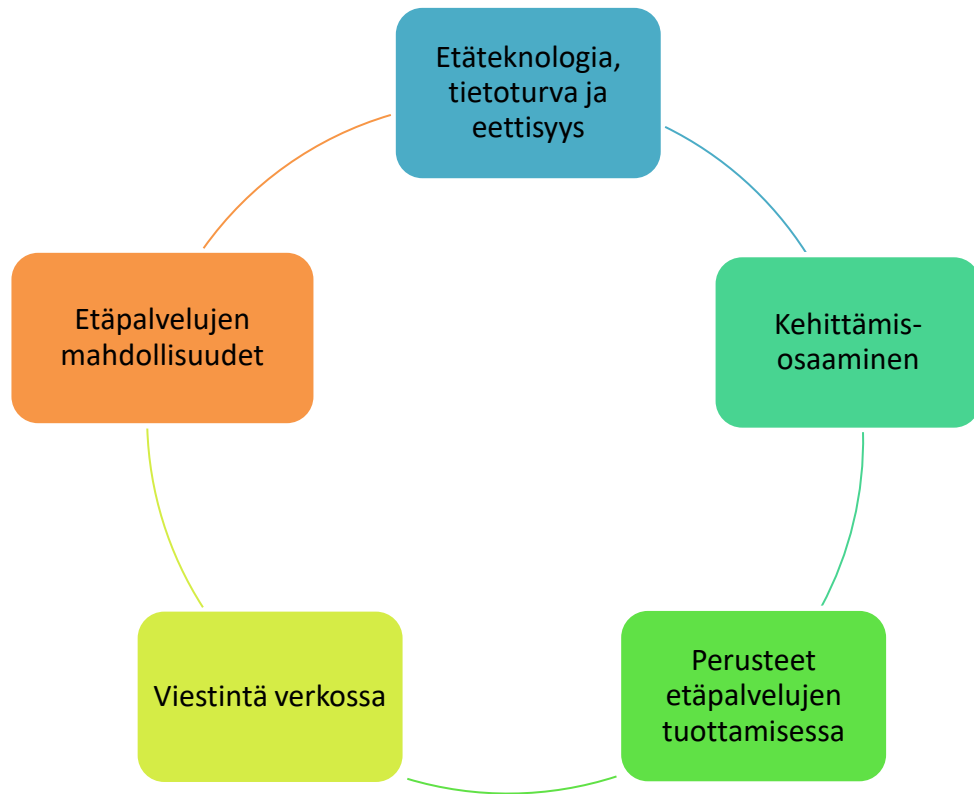 Etäteknologia,
tietoturva ja
eettisyys
Kehittämis-
osaaminen
Perusteet
etäpalvelujen
tuottamisessa
Viestintä verkossa
Etäpalvelujen
mahdollisuudet